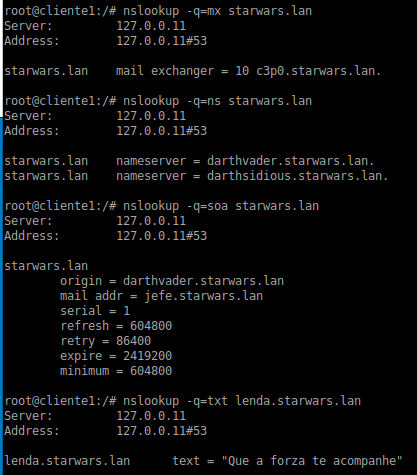 root@cliente1:/# nslookup -q=mx starwars.lan
Server:         127.0.0.11
Address:        127.0.0.11#53

starwars.lan    mail exchanger = 10 c3p0.starwars.lan.

root@cliente1:/# nslookup -q=ns starwars.lan
Server:         127.0.0.11
Address:        127.0.0.11#53

starwars.lan    nameserver = darthvader.starwars.lan.
starwars.lan    nameserver = darthsidious.starwars.lan.

root@cliente1:/# nslookup -q=soa starwars.lan
Server:         127.0.0.11
Address:        127.0.0.11#53

starwars.lan
        origin = darthvader.starwars.lan
        mail addr = jefe.starwars.lan
        serial = 1
        refresh = 604800
        retry = 86400
        expire = 2419200
        minimum = 604800

root@cliente1:/# nslookup -q=txt lenda.starwars.lan
Server:         127.0.0.11
Address:        127.0.0.11#53

lenda.starwars.lan      text = "Que a forza te acompanhe"